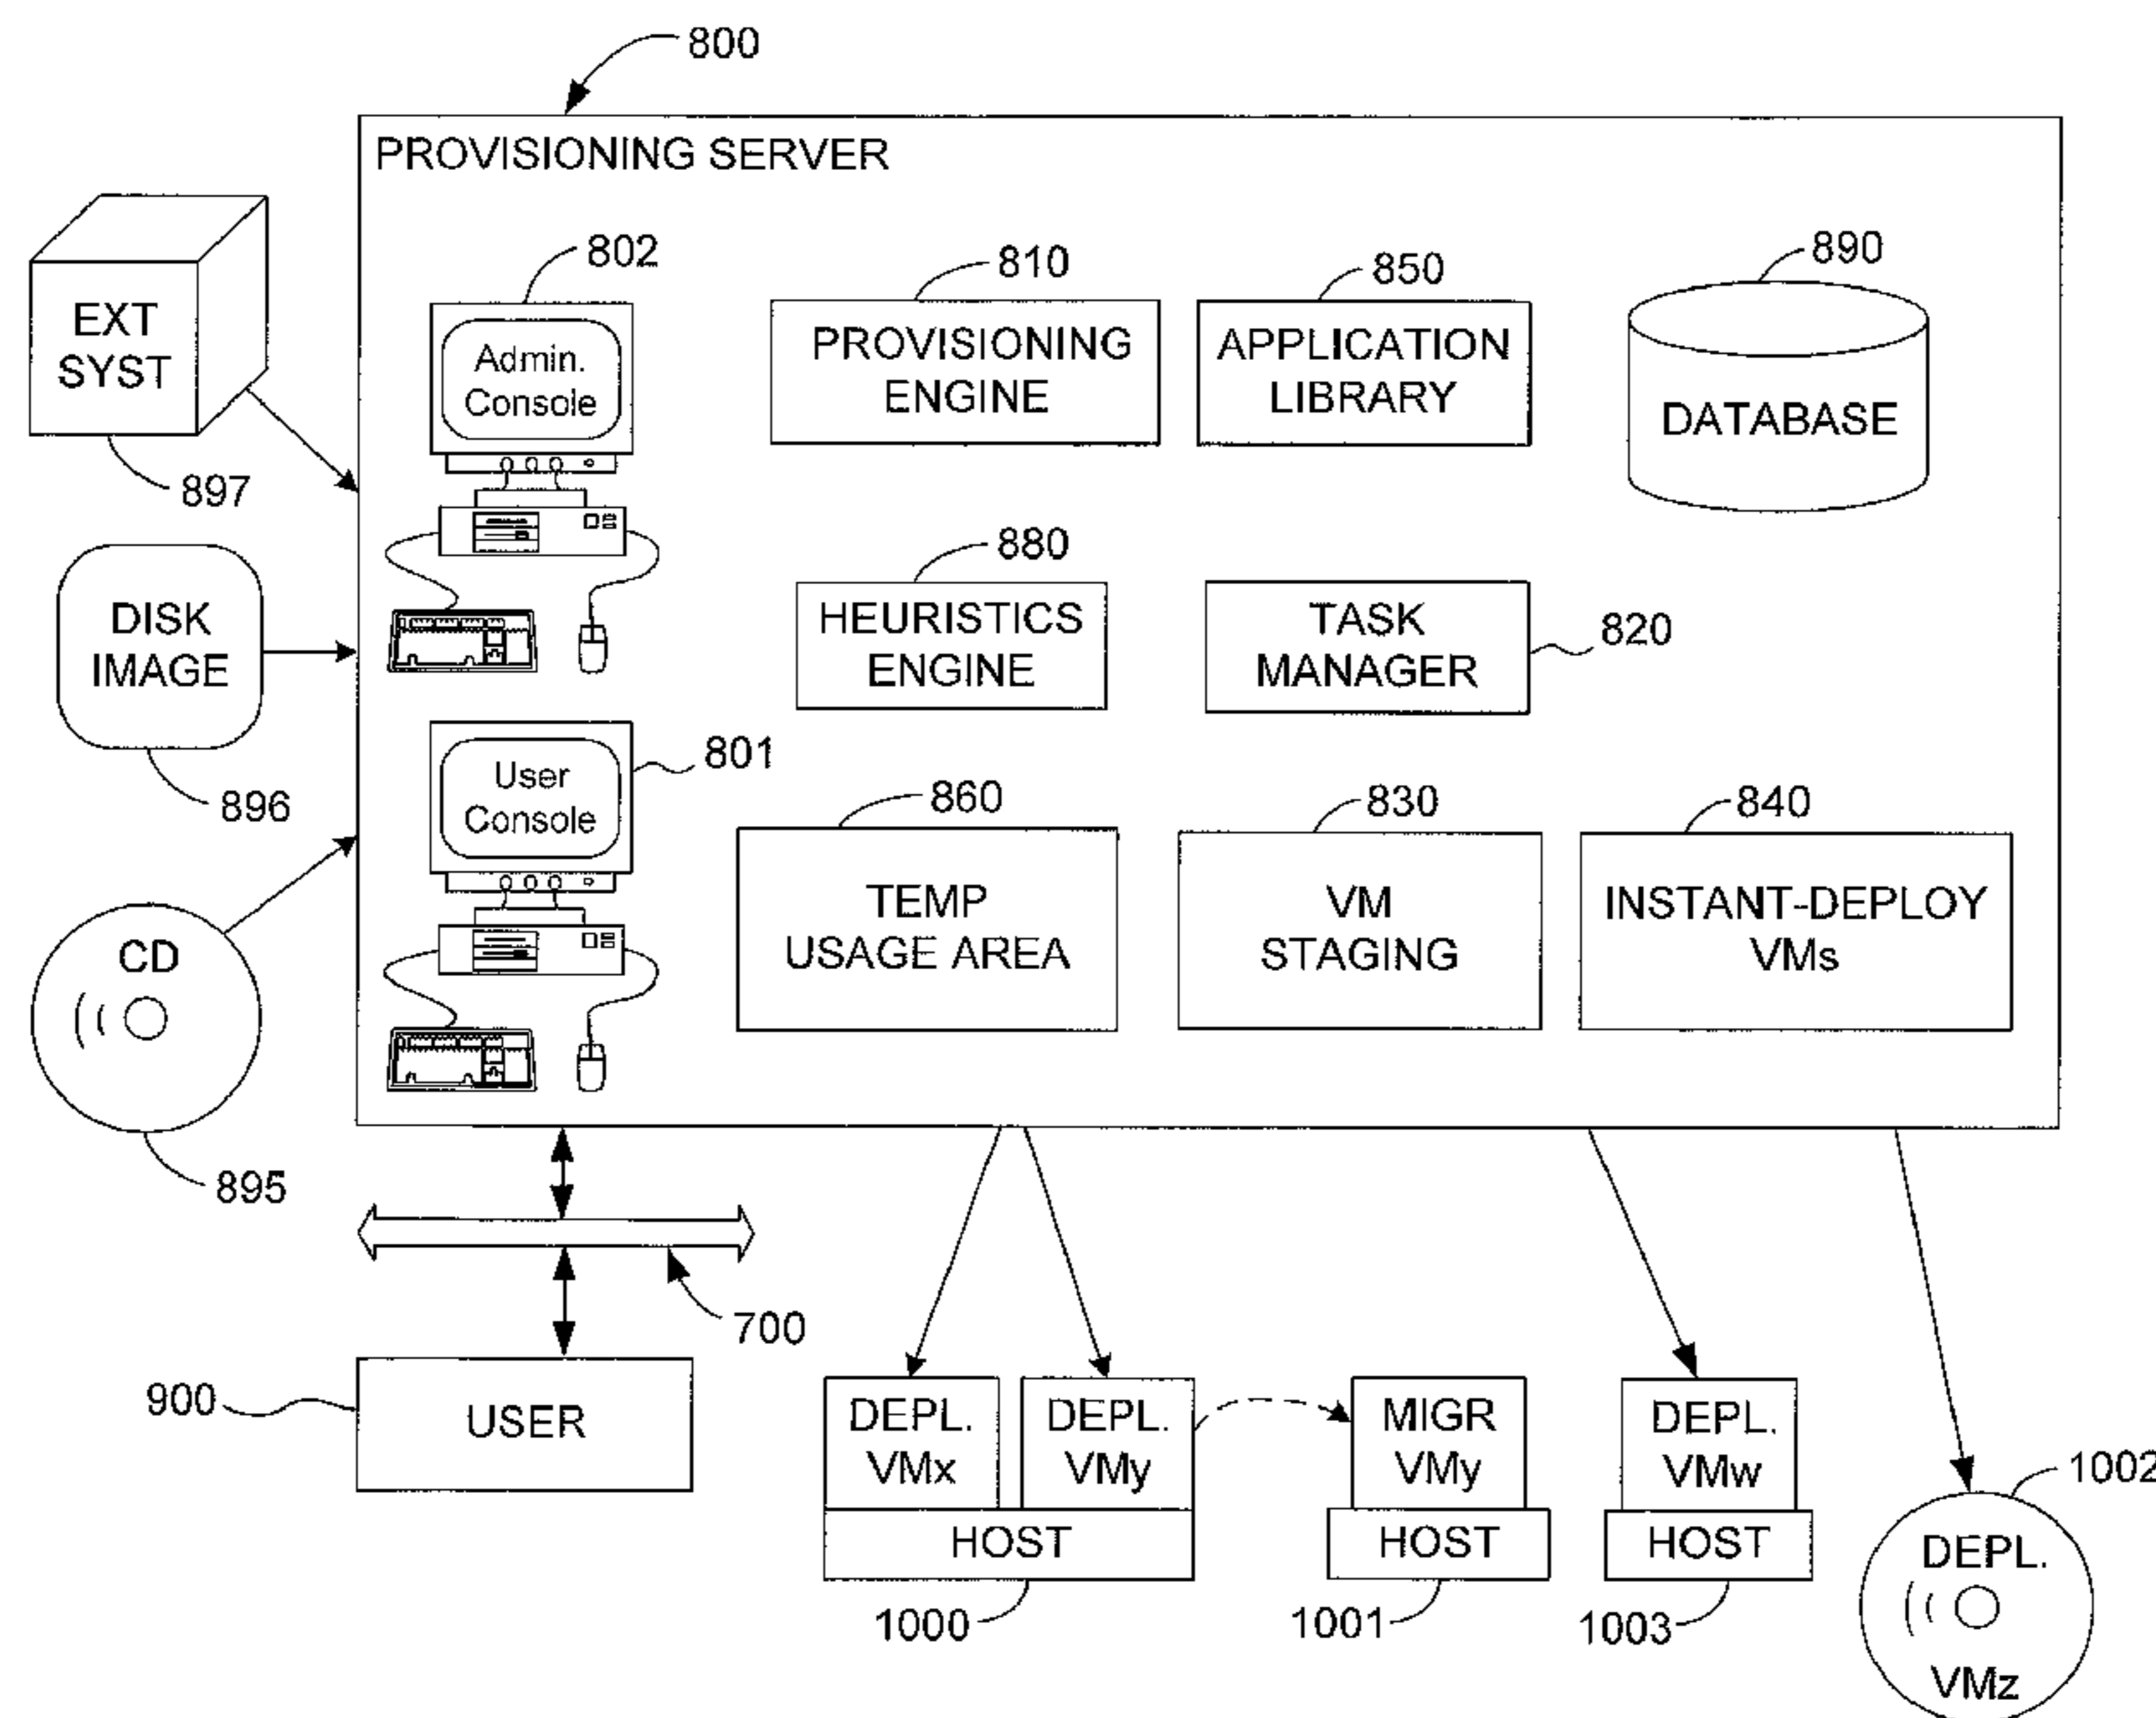 800
PROVISIONING SERVER
802
810
850
890
EXT
SYST
Admin.
Console
PROVISIONING
ENGINE
APPLICATION
LIBRARY
DATABASE
897
880
DISK
IMAGE
HEURISTICS
ENGINE
TASK
MANAGER
820
896
User
Console
801
860
830
840
CD
TEMP
USAGE AREA
VM
STAGING
INSTANT-DEPLOY
VMs
895
700
900
USER
DEPL.
VMx
DEPL.
VMy
HOST
1000
MIGR
VMy
HOST
1001
DEPL.
VMw
HOST
1003
1002
DEPL.
VMz